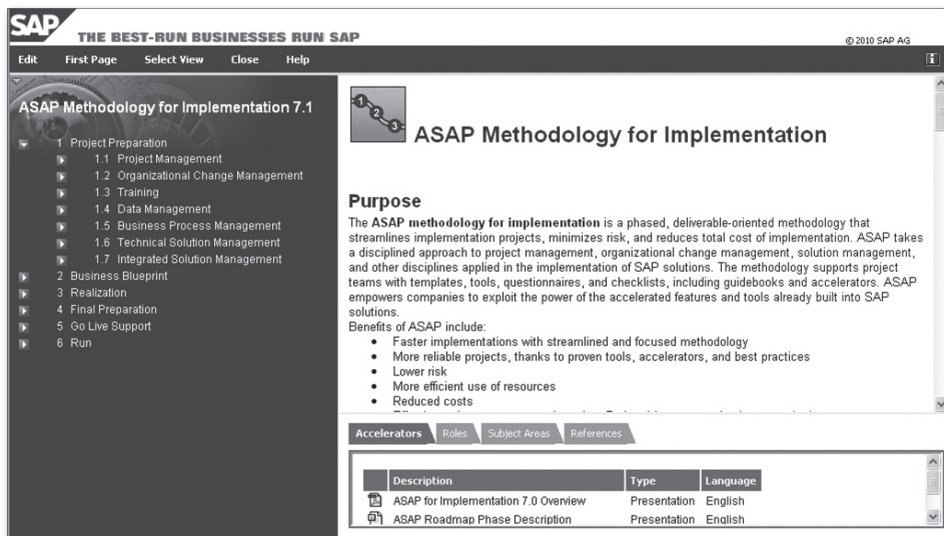 SAP
THE BEST-RUN BUSINESSES RUN SAP
© 2010 SAP AG
Edit First Page Select View Close Help
i
ASAP Methodology for Implementation 7.1
1 Project Preparation
1.1 Project Management
1.2 Organizational Change Management
1.3 Training
1.4 Data Management
1.5 Business Process Management
1.6 Technical Solution Management
1.7 Integrated Solution Management
2 Business Blueprint
3 Realization
4 Final Preparation
5 Go Live Support
6 Run
1 2 3
ASAP Methodology for Implementation
Purpose
The ASAP methodology for implementation is a phased, deliverable-oriented methodology that
streamlines implementation projects, minimizes risk, and reduces total cost of implementation. ASAP takes
a disciplined approach to project management, organizational change management, solution management,
and other disciplines applied in the implementation of SAP solutions. The methodology supports project
teams with templates, tools, questionnaires, and checklists, including guidebooks and accelerators. ASAP
empowers companies to exploit the power of the accelerated features and tools already built into SAP
solutions.
Benefits of ASAP include:
• Faster implementations with streamlined and focused methodology
• More reliable projects, thanks to proven tools, accelerators, and best practices
• Lower risk
• More efficient use of resources
• Reduced costs
Accelerators Roles Subject Areas References
Description Type Language
ASAP for Implementation 7.0 Overview Presentation English
ASAP Roadmap Phase Description Presentation English